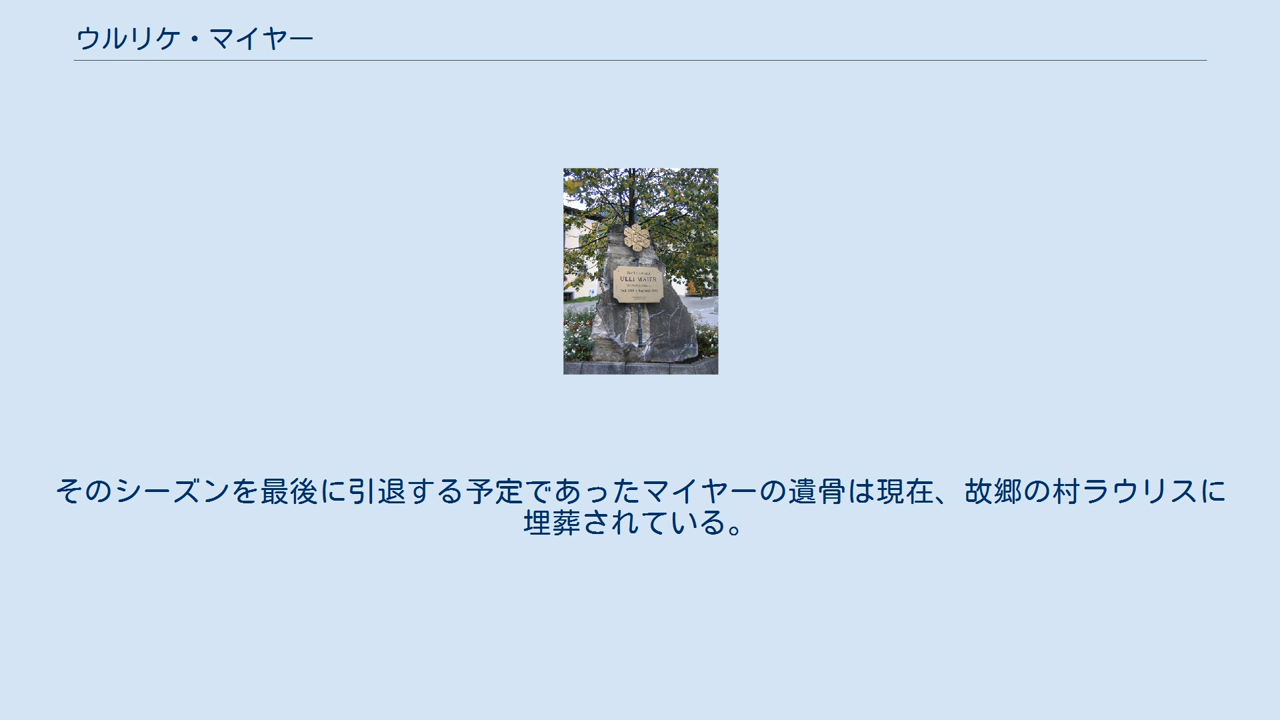 ウルリケ・マイヤー
ULLI MAIER
そのシーズンを最後に引退する予定であったマイヤーの遺骨は現在、故郷の村ラウリスに
埋葬されている。